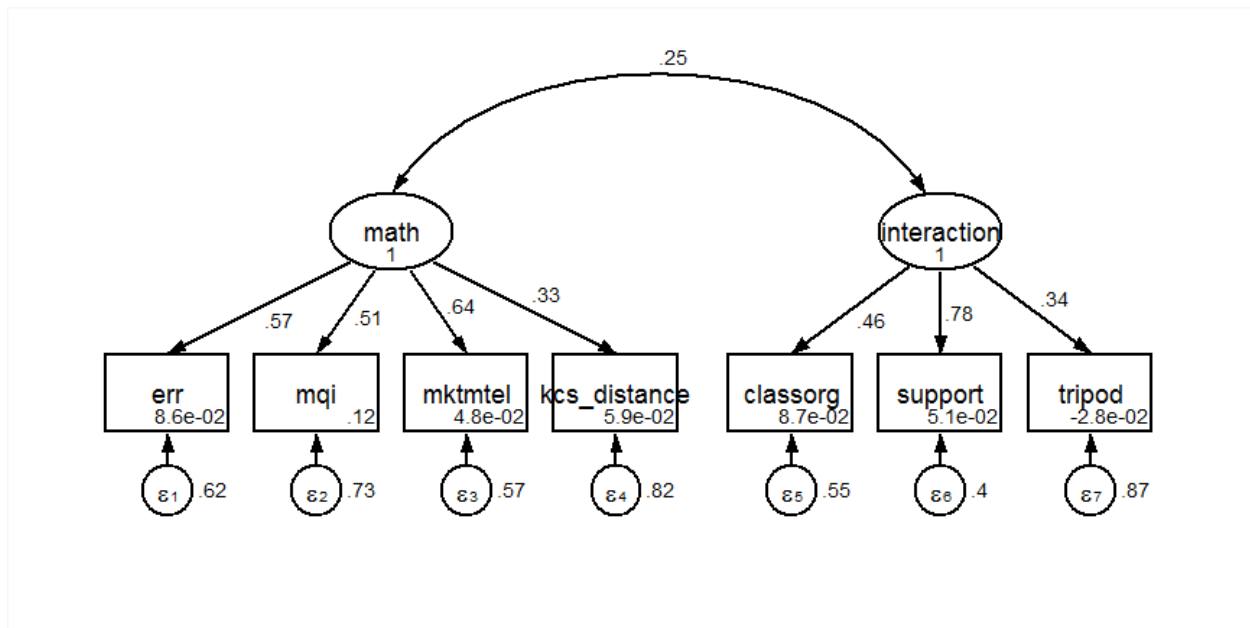 .25
math
1
interaction
1
.57
.51
.64
.33
.46
.78
.34
err
8.6e-02
mqi
.12
mktmtel
4.8e-02
kcs_distance
5.9e-02
classorg
8.7e-02
support
5.1e-02
tripod
-2.8e-02
ε1 .62
ε2 .73
ε3 .57
ε4 .82
ε5 .55
ε6 .4
ε7 .87